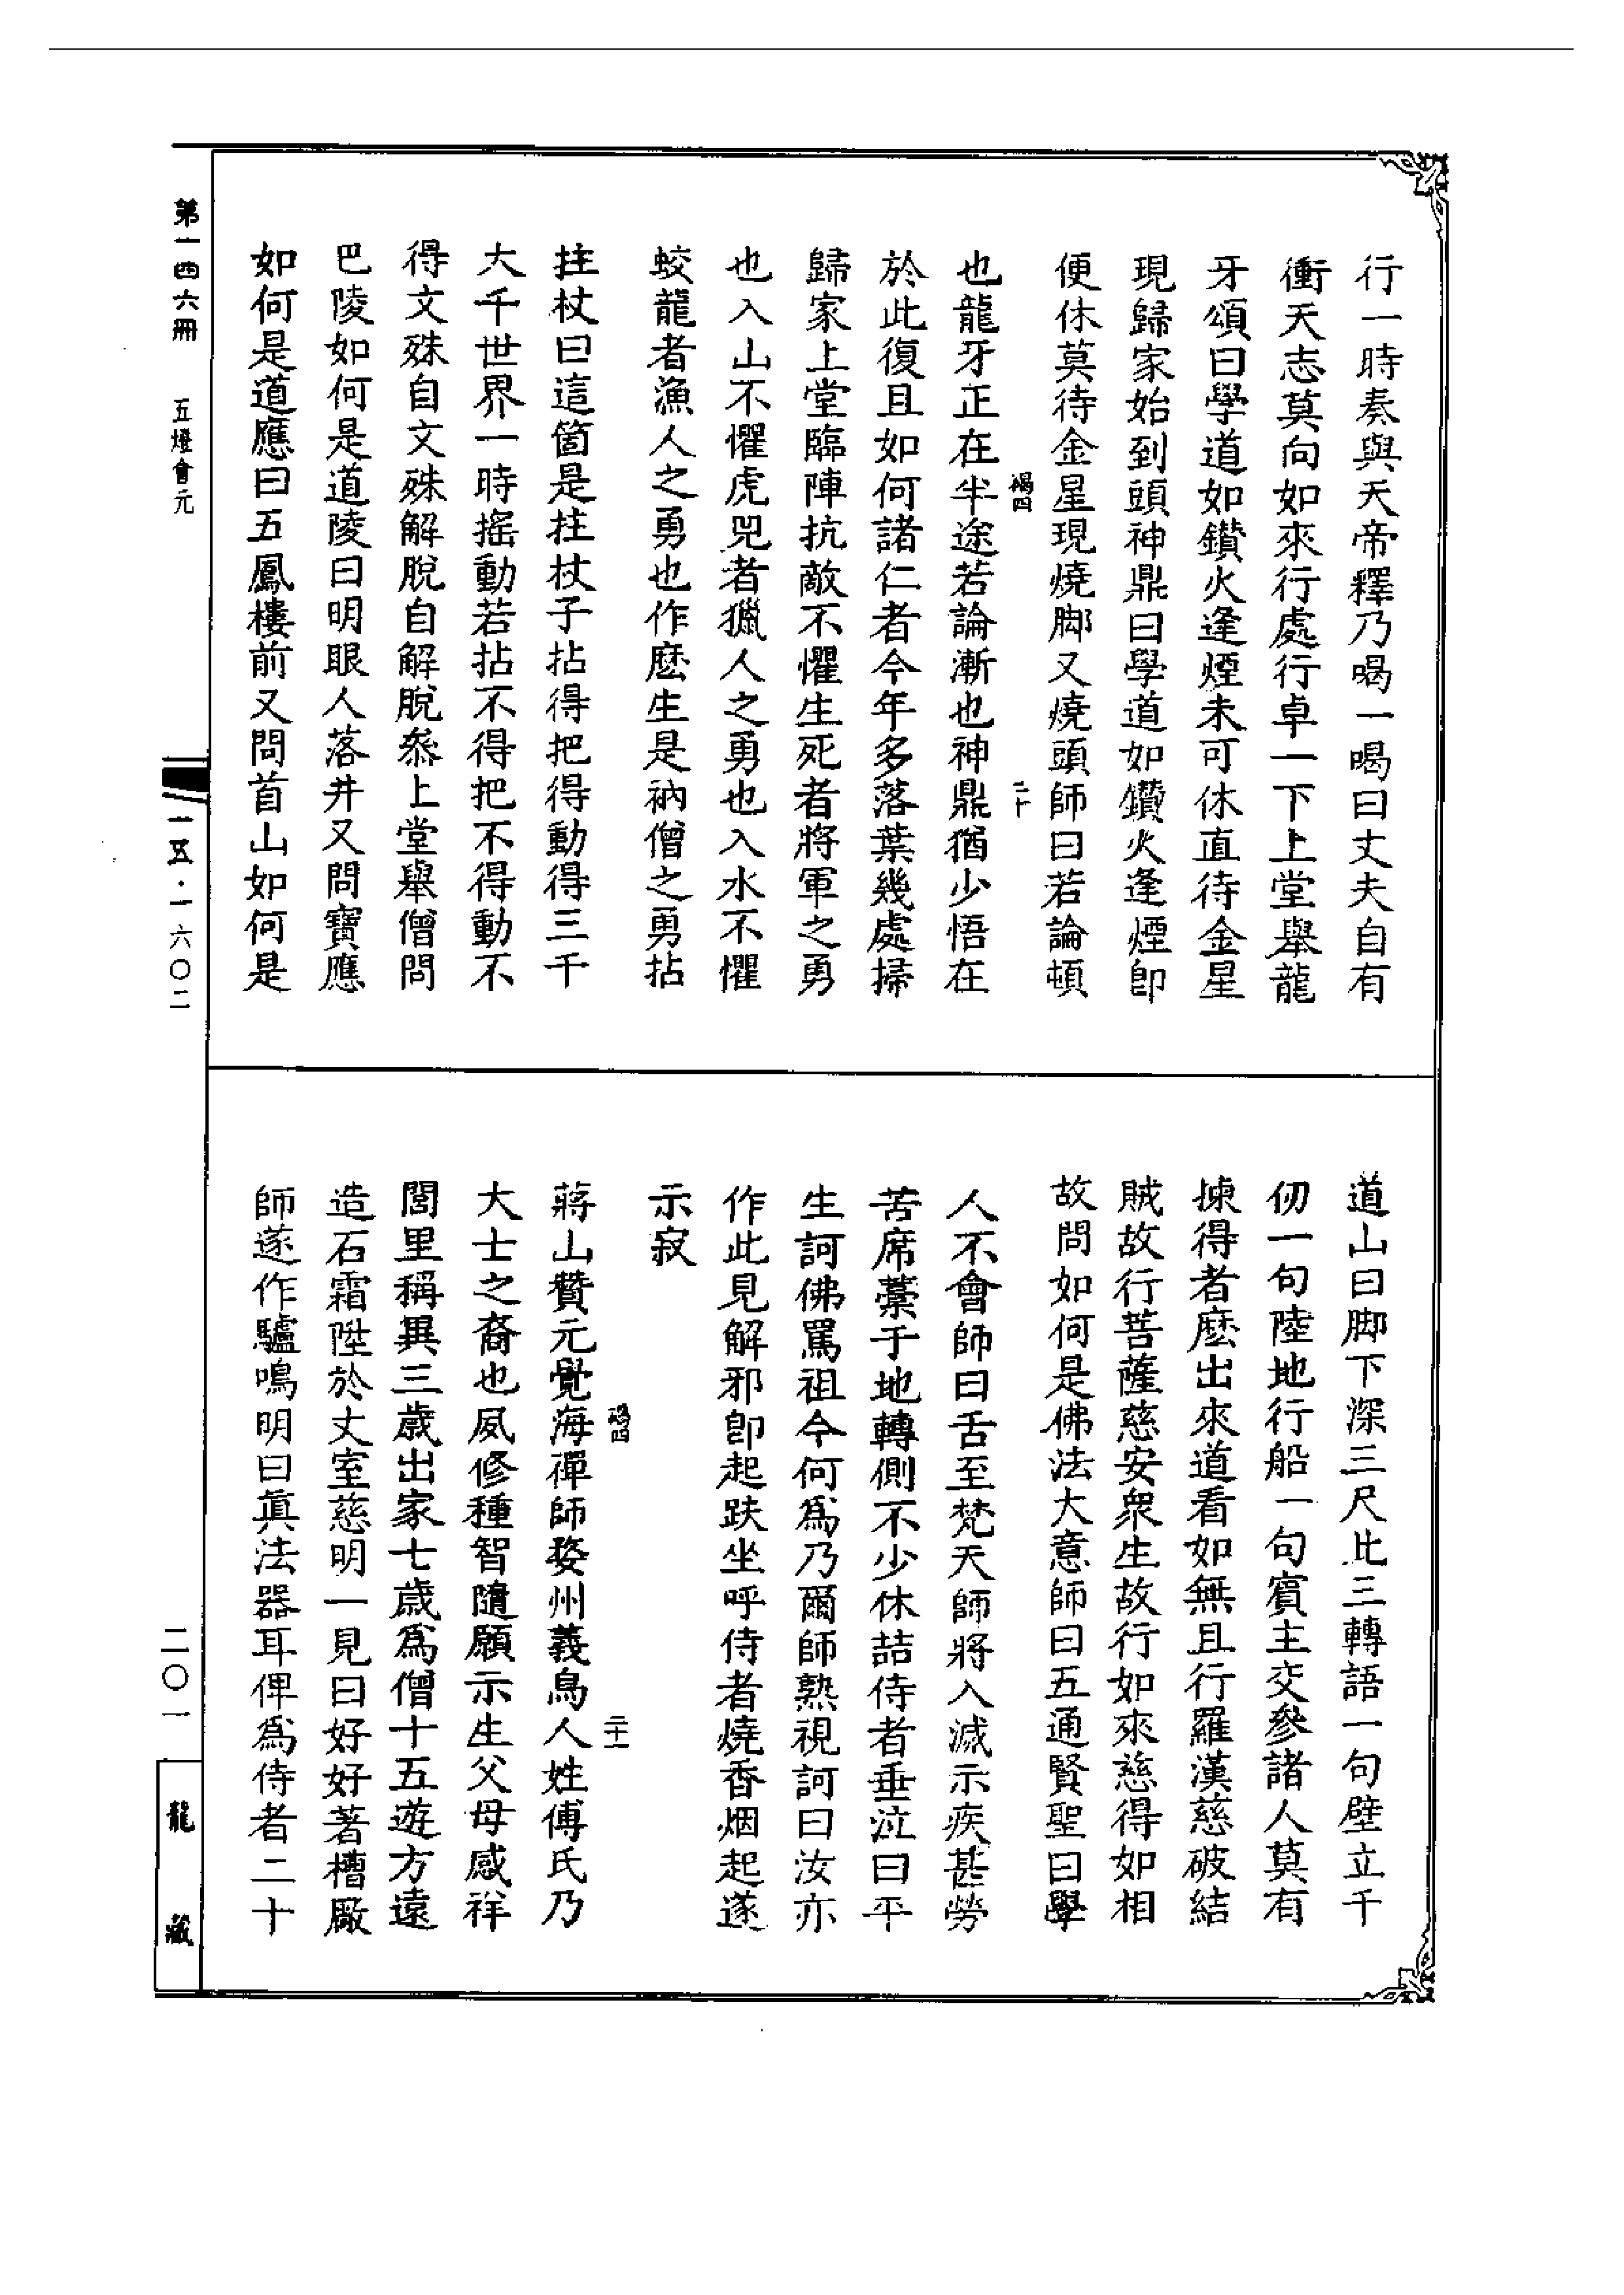 行一時奏與天帝釋乃喝一喝曰丈夫自有
衝天志莫向如來行處行卓一下上堂舉龍
牙頌曰學道如鑽火逢煙未可休直待金星
現歸家始到頭神鼎曰學道如鑽火逢煙即
便休莫待金星現燒脚又燒頭師曰若論頓
碣四
二十
也龍牙正在半途若論漸也神鼎猶少悟在
於此復且如何諸仁者今年多落葉幾處掃
歸家上堂臨陣抗敵不懼生死者將軍之勇
也入山不懼虎兕者獵人之勇也入水不懼
蛟龍者漁人之勇也作麽生是衲僧之勇拈
拄杖曰這箇是拄杖子拈得把得動得三千
大千世界一時搖動若拈不得把不得動不
得文殊自文殊解脫自解脫叅上堂舉僧問
巴陵如何是道陵曰明眼人落井又問寶應
如何是道應曰五鳳樓前又問首山如何是
第一四六冊
五燈會元
一五·一六〇二
道山曰脚下深三尺此三轉語一句壁立千
仞一句陸地行船一句賓主交參諸人莫有
揀得者麽出來道看如無且行羅漢慈破結
賊故行菩薩慈安衆生故行如來慈得如相
故問如何是佛法大意師曰五通賢聖曰學
人不會師曰舌至梵天師將入滅示疾甚勞
苦席藁于地轉側不少休詰侍者垂泣曰平
生訶佛罵祖今何爲乃爾師熟視訶曰汝亦
作此見解邪即起趺坐呼侍者燒香烟起遂
示寂
碣四
二十一
蔣山贊元覺海禪師婺州義烏人姓傅氏乃
大士之裔也夙修種智隨願示生父母感祥
閭里稱異三歲出家七歲爲僧十五遊方遠
造石霜陞於丈室慈明一見曰好好著槽廠
師遂作驢鳴明曰眞法器耳俾爲侍者二十
二〇一
龍藏